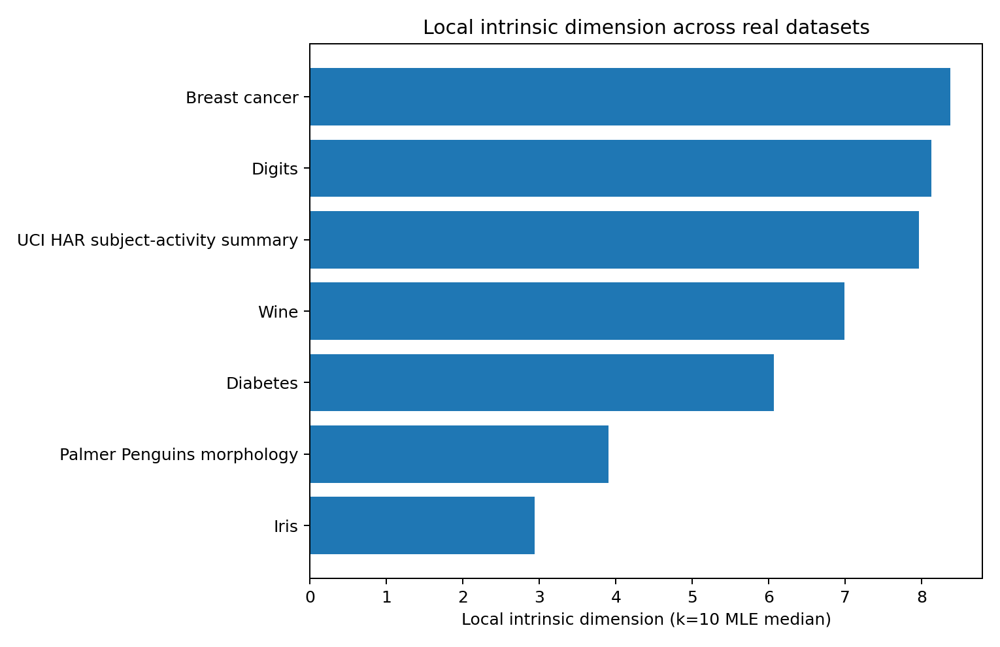 Local intrinsic dimension across real datasets
Breast cancer
Digits
UCI HAR subject-activity summary
Wine
Diabetes
Palmer Penguins morphology
Iris
0 1 2 3 4 5 6 7 8
Local intrinsic dimension (k=10 MLE median)